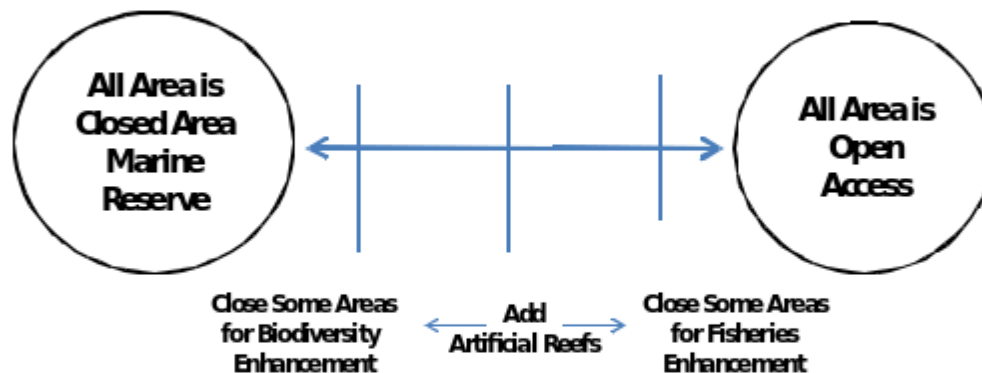 All Area is
Closed Area
Marine
Reserve
All Area is
Open
Access
Close Some Areas
for Biodiversity
Enhancement
Add
Artificial Reefs
Close Some Areas
for Fisheries
Enhancement